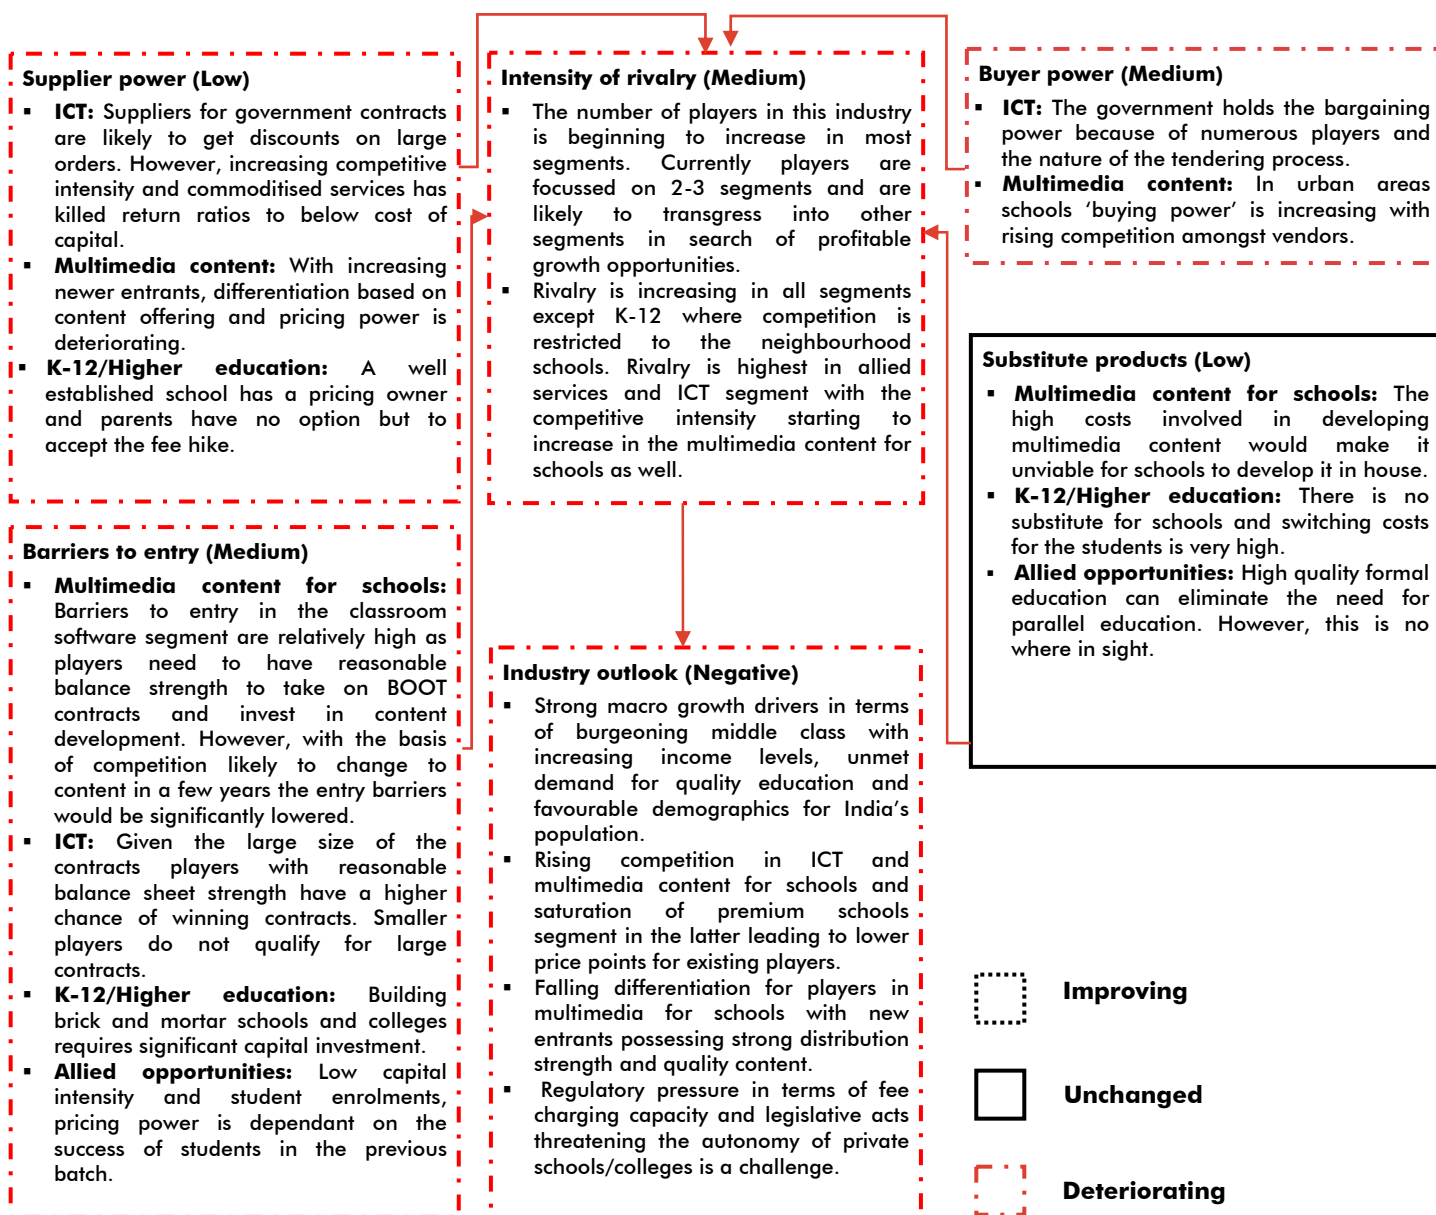 Supplier power (Low)
▪ ICT: Suppliers for government contracts
are likely to get discounts on large
orders. However, increasing competitive
intensity and commoditised services has
killed return ratios to below cost of
capital.
▪ Multimedia content: With increasing
newer entrants, differentiation based on
content offering and pricing power is
deteriorating.
▪ K-12/Higher education: A well
established school has a pricing owner
and parents have no option but to
accept the fee hike.
Intensity of rivalry (Medium)
▪ The number of players in this industry
is beginning to increase in most
segments. Currently players are
focussed on 2-3 segments and are
likely to transgress into other
segments in search of profitable
growth opportunities.
▪ Rivalry is increasing in all segments
except K-12 where competition is
restricted to the neighbourhood
schools. Rivalry is highest in allied
services and ICT segment with the
competitive intensity starting to
increase in the multimedia content for
schools as well.
Buyer power (Medium)
▪ ICT: The government holds the bargaining
power because of numerous players and
the nature of the tendering process.
▪ Multimedia content: In urban areas
schools ‘buying power’ is increasing with
rising competition amongst vendors.
Substitute products (Low)
▪ Multimedia content for schools: The
high costs involved in developing
multimedia content would make it
unviable for schools to develop it in house.
▪ K-12/Higher education: There is no
substitute for schools and switching costs
for the students is very high.
▪ Allied opportunities: High quality formal
education can eliminate the need for
parallel education. However, this is no
where in sight.
Barriers to entry (Medium)
▪ Multimedia content for schools:
Barriers to entry in the classroom
software segment are relatively high as
players need to have reasonable
balance strength to take on BOOT
contracts and invest in content
development. However, with the basis
of competition likely to change to
content in a few years the entry barriers
would be significantly lowered.
▪ ICT: Given the large size of the
contracts players with reasonable
balance sheet strength have a higher
chance of winning contracts. Smaller
players do not qualify for large
contracts.
▪ K-12/Higher education: Building
brick and mortar schools and colleges
requires significant capital investment.
▪ Allied opportunities: Low capital
intensity and student enrolments,
pricing power is dependant on the
success of students in the previous
batch.
Industry outlook (Negative)
▪ Strong macro growth drivers in terms
of burgeoning middle class with
increasing income levels, unmet
demand for quality education and
favourable demographics for India’s
population.
▪ Rising competition in ICT and
multimedia content for schools and
saturation of premium schools
segment in the latter leading to lower
price points for existing players.
▪ Falling differentiation for players in
multimedia for schools with new
entrants possessing strong distribution
strength and quality content.
▪ Regulatory pressure in terms of fee
charging capacity and legislative acts
threatening the autonomy of private
schools/colleges is a challenge.
Improving
Unchanged
Deteriorating